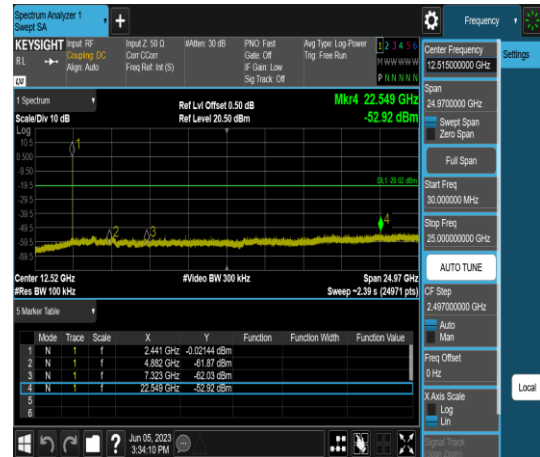 Spectrum Analyzer 1
Swept SA
Frequency
KEYSIGHT
RL
Input: RF
Coupling: DC
Align: Auto
Input Z: 50 Ω
Corr CCorr
Freq Ref: Int (S)
#Atten: 30 dB
PNO: Fast
Gate: Off
IF Gain: Low
Sig Track: Off
Avg Type: Log-Power
Trig: Free Run
1 2 3 4 5 6
M W W W W W
P N N N N N
LXI
1 Spectrum
Scale/Div 10 dB
Ref Lvl Offset 0.50 dB
Ref Level 20.50 dBm
Mkr4 22.549 GHz
-52.92 dBm
Log
10.5
0.500
-9.50
-19.5
-29.5
-39.5
-49.5
-59.5
-69.5
1
2
3
4
DL1 -20.02 dBm
Center 12.52 GHz
#Video BW 300 kHz
Span 24.97 GHz
#Res BW 100 kHz
Sweep ~2.39 s (24971 pts)
5 Marker Table
Mode Trace Scale X Y Function Function Width Function Value
1 N 1 f 2.441 GHz -0.02144 dBm
2 N 1 f 4.882 GHz -61.87 dBm
3 N 1 f 7.323 GHz -62.03 dBm
4 N 1 f 22.549 GHz -52.92 dBm
5
6
Jun 05, 2023
3:34:10 PM
Center Frequency
12.515000000 GHz
Span
24.9700000 GHz
Swept Span
Zero Span
Full Span
Start Freq
30.000000 MHz
Stop Freq
25.000000000 GHz
AUTO TUNE
CF Step
2.497000000 GHz
Auto
Man
Freq Offset
0 Hz
X Axis Scale
Log
Lin
Signal Track
(Span Zoom)
Settings
Local